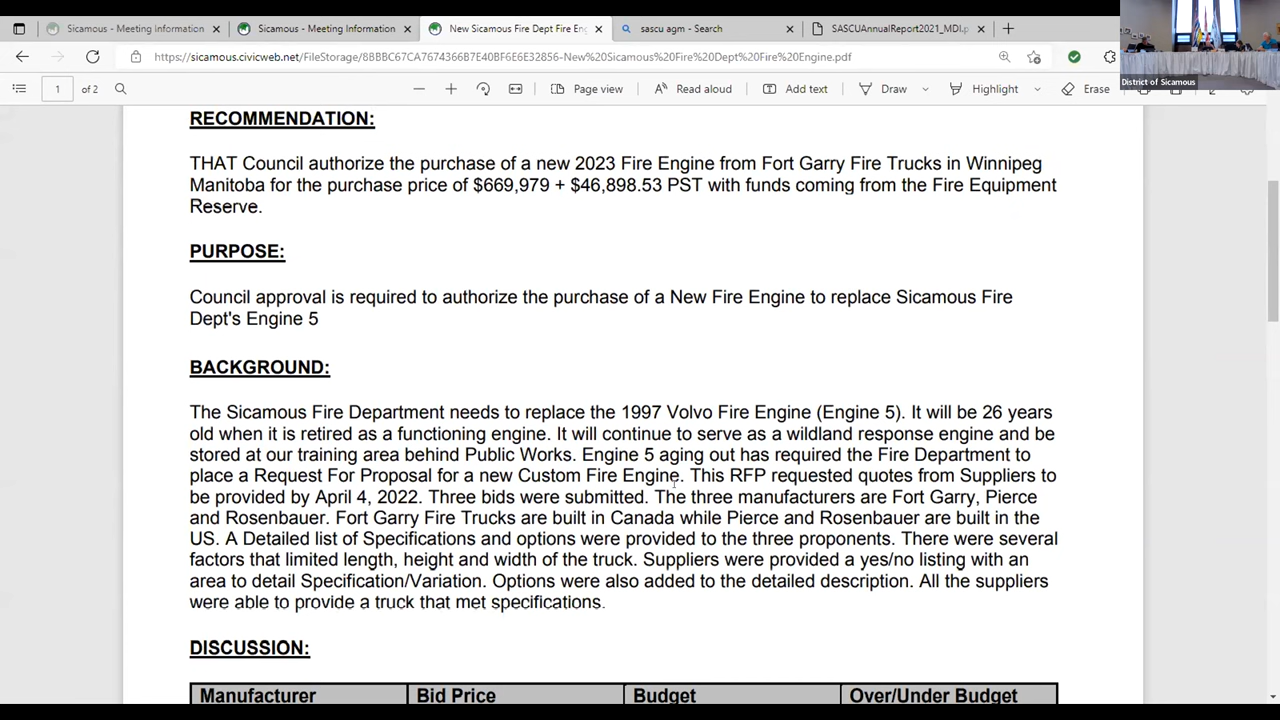 Sicamous - Meeting Information
Sicamous - Meeting Information
New Sicamous Fire Dept Fire Eng
sascu agm - Search
SASCUAnnualReport2021_MDI.p
https://sicamous.civicweb.net/FileStorage/8BBBC67CA767436687E40BF6E6E32856-New%20Sicamous%20Fire%20Dept%20Fire%20Engine.pdf
District of Sicamous
1 of 2
Page view
Read aloud
Add text
Draw
Highlight
Erase
RECOMMENDATION:
THAT Council authorize the purchase of a new 2023 Fire Engine from Fort Garry Fire Trucks in Winnipeg
Manitoba for the purchase price of $669,979 + $46,898.53 PST with funds coming from the Fire Equipment
Reserve.
PURPOSE:
Council approval is required to authorize the purchase of a New Fire Engine to replace Sicamous Fire
Dept's Engine 5
BACKGROUND:
The Sicamous Fire Department needs to replace the 1997 Volvo Fire Engine (Engine 5). It will be 26 years
old when it is retired as a functioning engine. It will continue to serve as a wildland response engine and be
stored at our training area behind Public Works. Engine 5 aging out has required the Fire Department to
place a Request For Proposal for a new Custom Fire Engine. This RFP requested quotes from Suppliers to
be provided by April 4, 2022. Three bids were submitted. The three manufacturers are Fort Garry, Pierce
and Rosenbauer. Fort Garry Fire Trucks are built in Canada while Pierce and Rosenbauer are built in the
US. A Detailed list of Specifications and options were provided to the three proponents. There were several
factors that limited length, height and width of the truck. Suppliers were provided a yes/no listing with an
area to detail Specification/Variation. Options were also added to the detailed description. All the suppliers
were able to provide a truck that met specifications.
DISCUSSION:
Manufacturer Bid Price Budget Over/Under Budget